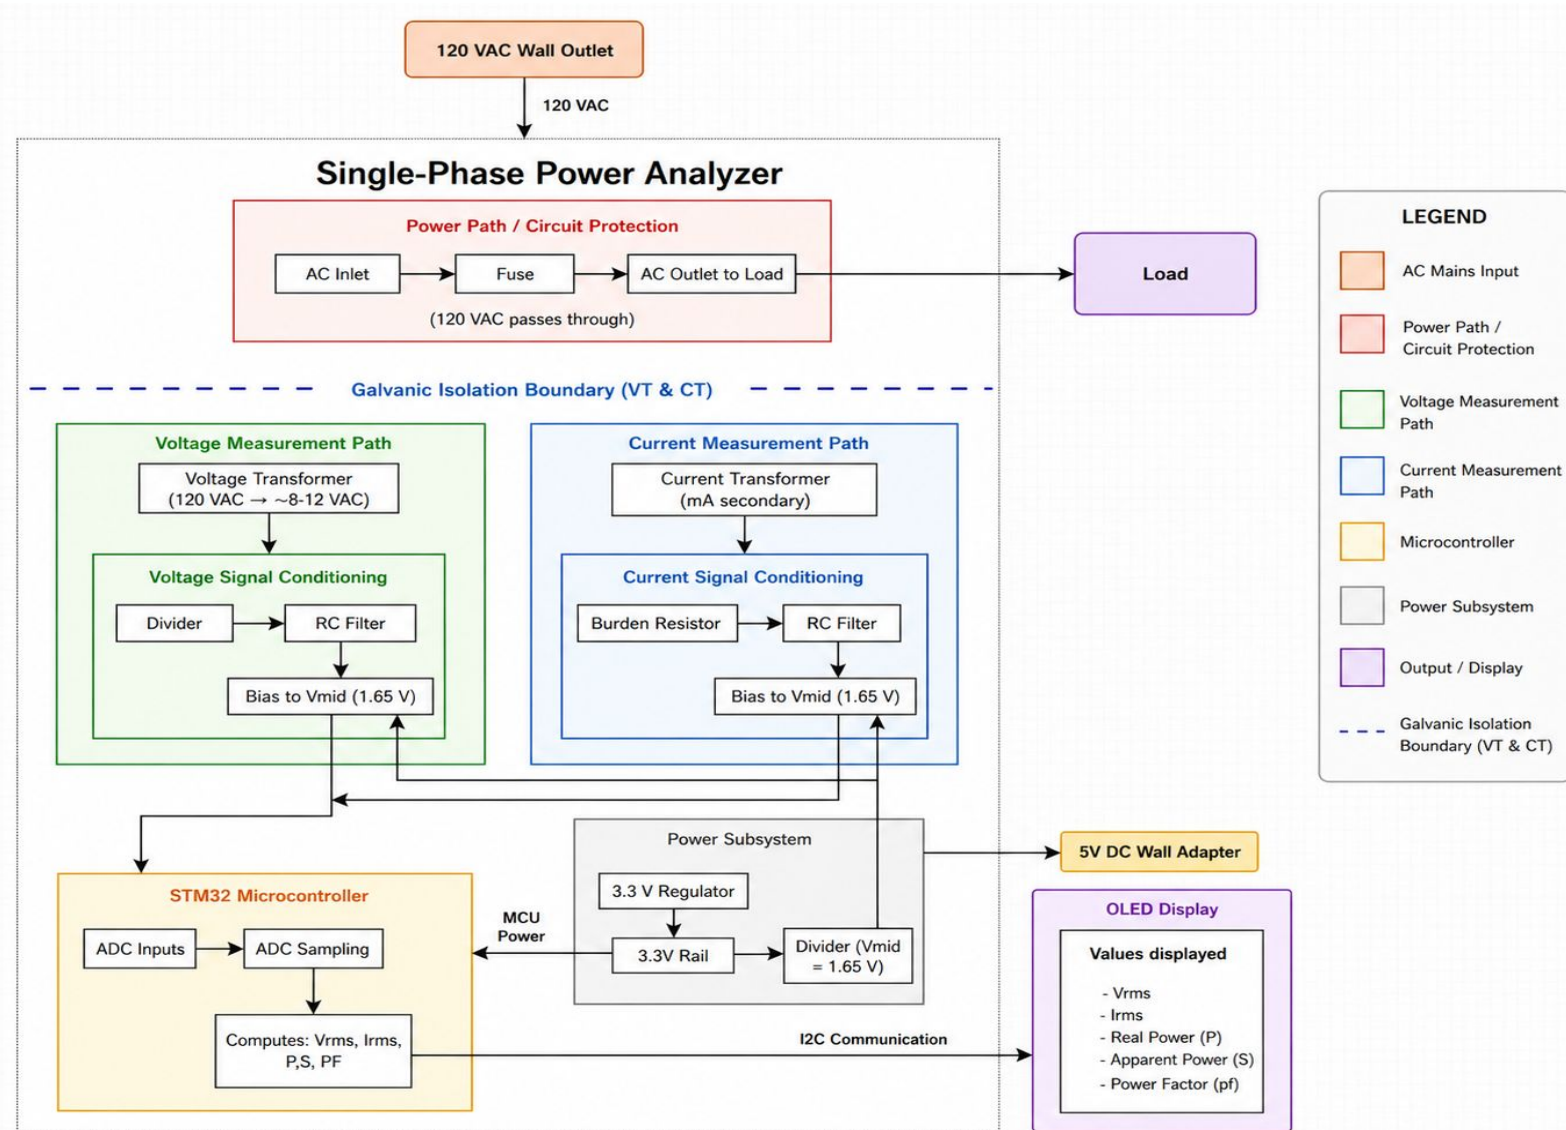 120 VAC Wall Outlet
120 VAC
Single-Phase Power Analyzer
Power Path / Circuit Protection
AC Inlet
Fuse
AC Outlet to Load
(120 VAC passes through)
Load
Galvanic Isolation Boundary (VT & CT)
Voltage Measurement Path
Voltage Transformer
(120 VAC → ~8-12 VAC)
Voltage Signal Conditioning
Divider
RC Filter
Bias to Vmid (1.65 V)
Current Measurement Path
Current Transformer
(mA secondary)
Current Signal Conditioning
Burden Resistor
RC Filter
Bias to Vmid (1.65 V)
STM32 Microcontroller
ADC Inputs
ADC Sampling
Computes: Vrms, Irms,
P,S, PF
MCU
Power
Power Subsystem
3.3 V Regulator
3.3V Rail
Divider (Vmid
= 1.65 V)
I2C Communication
5V DC Wall Adapter
OLED Display
Values displayed
- Vrms
- Irms
- Real Power (P)
- Apparent Power (S)
- Power Factor (pf)
LEGEND
AC Mains Input
Power Path /
Circuit Protection
Voltage Measurement
Path
Current Measurement
Path
Microcontroller
Power Subsystem
Output / Display
Galvanic Isolation
Boundary (VT & CT)